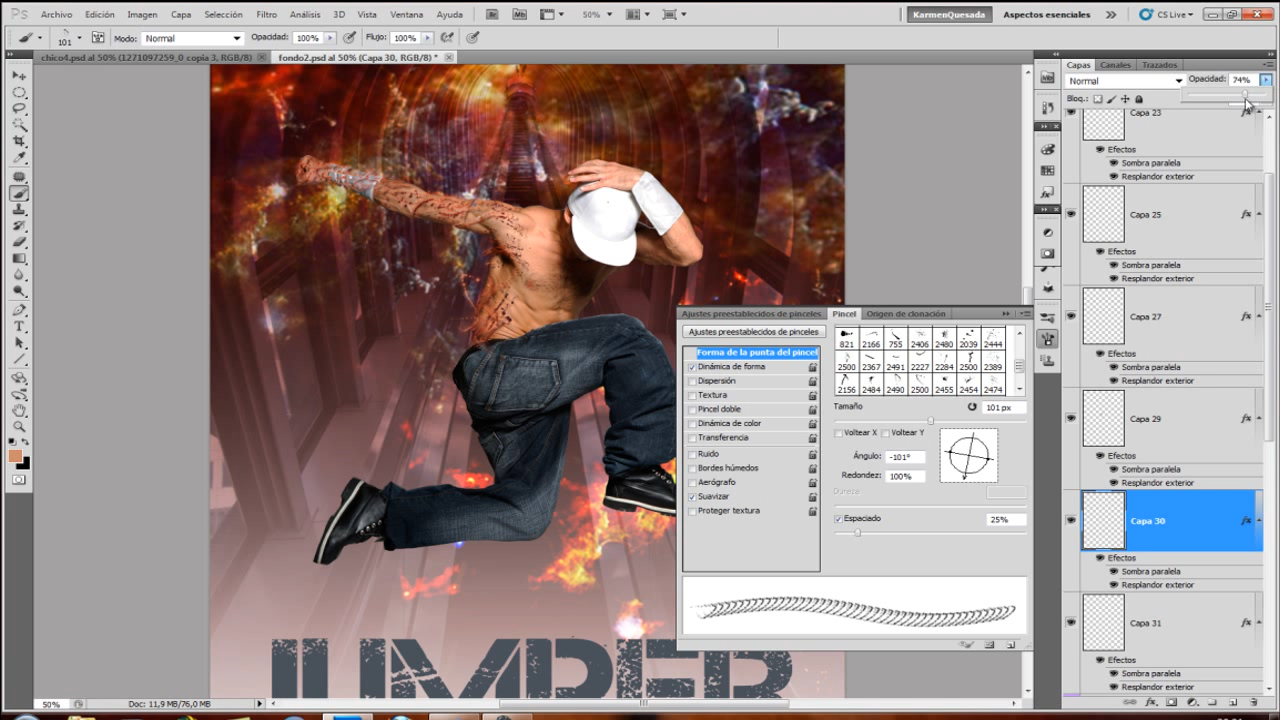 Ps Archivo Edición Imagen Capa Selección Filtro Análisis 3D Vista Ventana Ayuda Br Mb 50% KarmenQuesada Aspectos esenciales CS Live
101 Modo: Normal Opacidad: 100% Flujo: 100%
chico4.psd al 50% (1271097259_0 copia 3, RGB/8) fondo2.psd al 50% (Capa 30, RGB/8) *
Capas Canales Trazados
Normal Opacidad: 74%
Bloq.:
Capa 23
Efectos
Sombra paralela
Resplandor exterior
Capa 25
Efectos
Sombra paralela
Resplandor exterior
Capa 27
Efectos
Sombra paralela
Resplandor exterior
Capa 29
Efectos
Sombra paralela
Resplandor exterior
Capa 30
Efectos
Sombra paralela
Resplandor exterior
Capa 31
Efectos
Sombra paralela
Resplandor exterior
Ajustes preestablecidos de pinceles Pincel Origen de clonación
Ajustes preestablecidos de pinceles
Forma de la punta del pincel
Dinámica de forma
Dispersión
Textura
Pincel doble
Dinámica de color
Transferencia
Ruido
Bordes húmedos
Aerógrafo
Suavizar
Proteger textura
821 2166 755 2406 2480 2039 2444
2500 2367 2491 2227 2284 2500 2389
2156 2484 2490 2500 2455 2454 2474
Tamaño 101 px
Voltear X Voltear Y
Ángulo: -101°
Redondez: 100%
Dureza
Espaciado 25%
JUMPER
50% Doc: 11,9 MB/76,0 MB